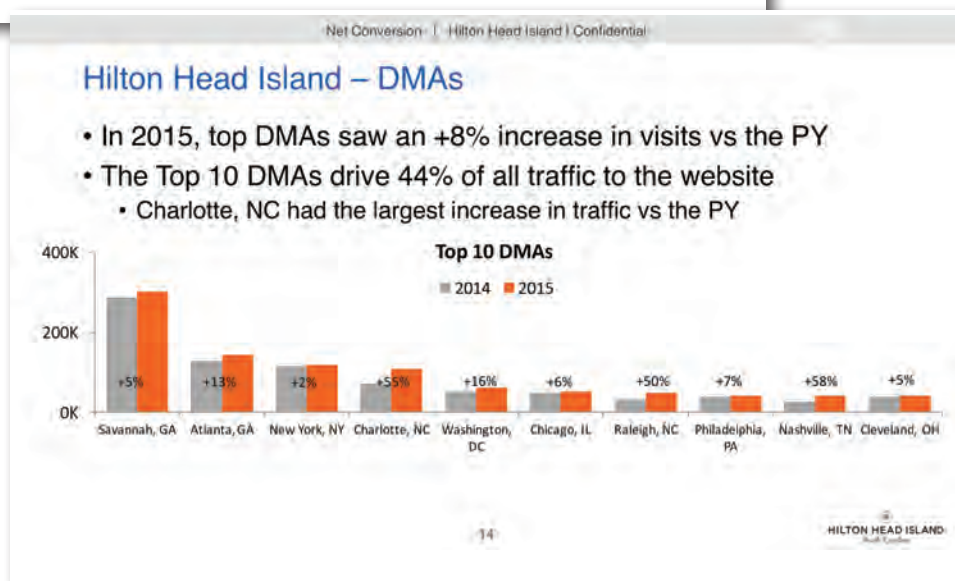 Net Conversion | Hilton Head Island | Confidential
Hilton Head Island – DMAs
• In 2015, top DMAs saw an +8% increase in visits vs the PY
• The Top 10 DMAs drive 44% of all traffic to the website
• Charlotte, NC had the largest increase in traffic vs the PY
Top 10 DMAs
2014 2015
400K
200K
0K
+5% +13% +2% +55% +16% +6% +50% +7% +58% +5%
Savannah, GA Atlanta, GA New York, NY Charlotte, NC Washington, Chicago, IL Raleigh, NC Philadelphia, Nashville, TN Cleveland, OH
DC PA
14
HILTON HEAD ISLAND